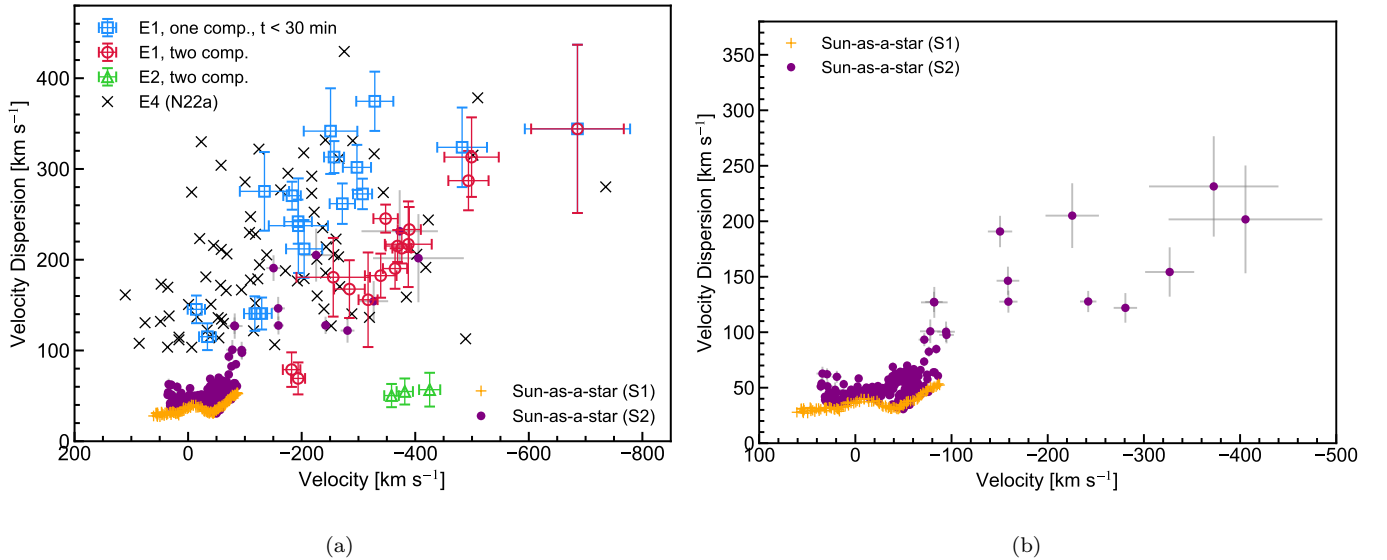 E1, one comp., t < 30 min
E1, two comp.
E2, two comp.
E4 (N22a)
Sun-as-a-star (S1)
Sun-as-a-star (S2)
Velocity Dispersion [km s⁻¹]
400
300
200
100
0
200
0
−200
−400
−600
−800
Velocity [km s⁻¹]
(a)
Sun-as-a-star (S1)
Sun-as-a-star (S2)
Velocity Dispersion [km s⁻¹]
350
300
250
200
150
100
50
0
100
0
−100
−200
−300
−400
−500
Velocity [km s⁻¹]
(b)